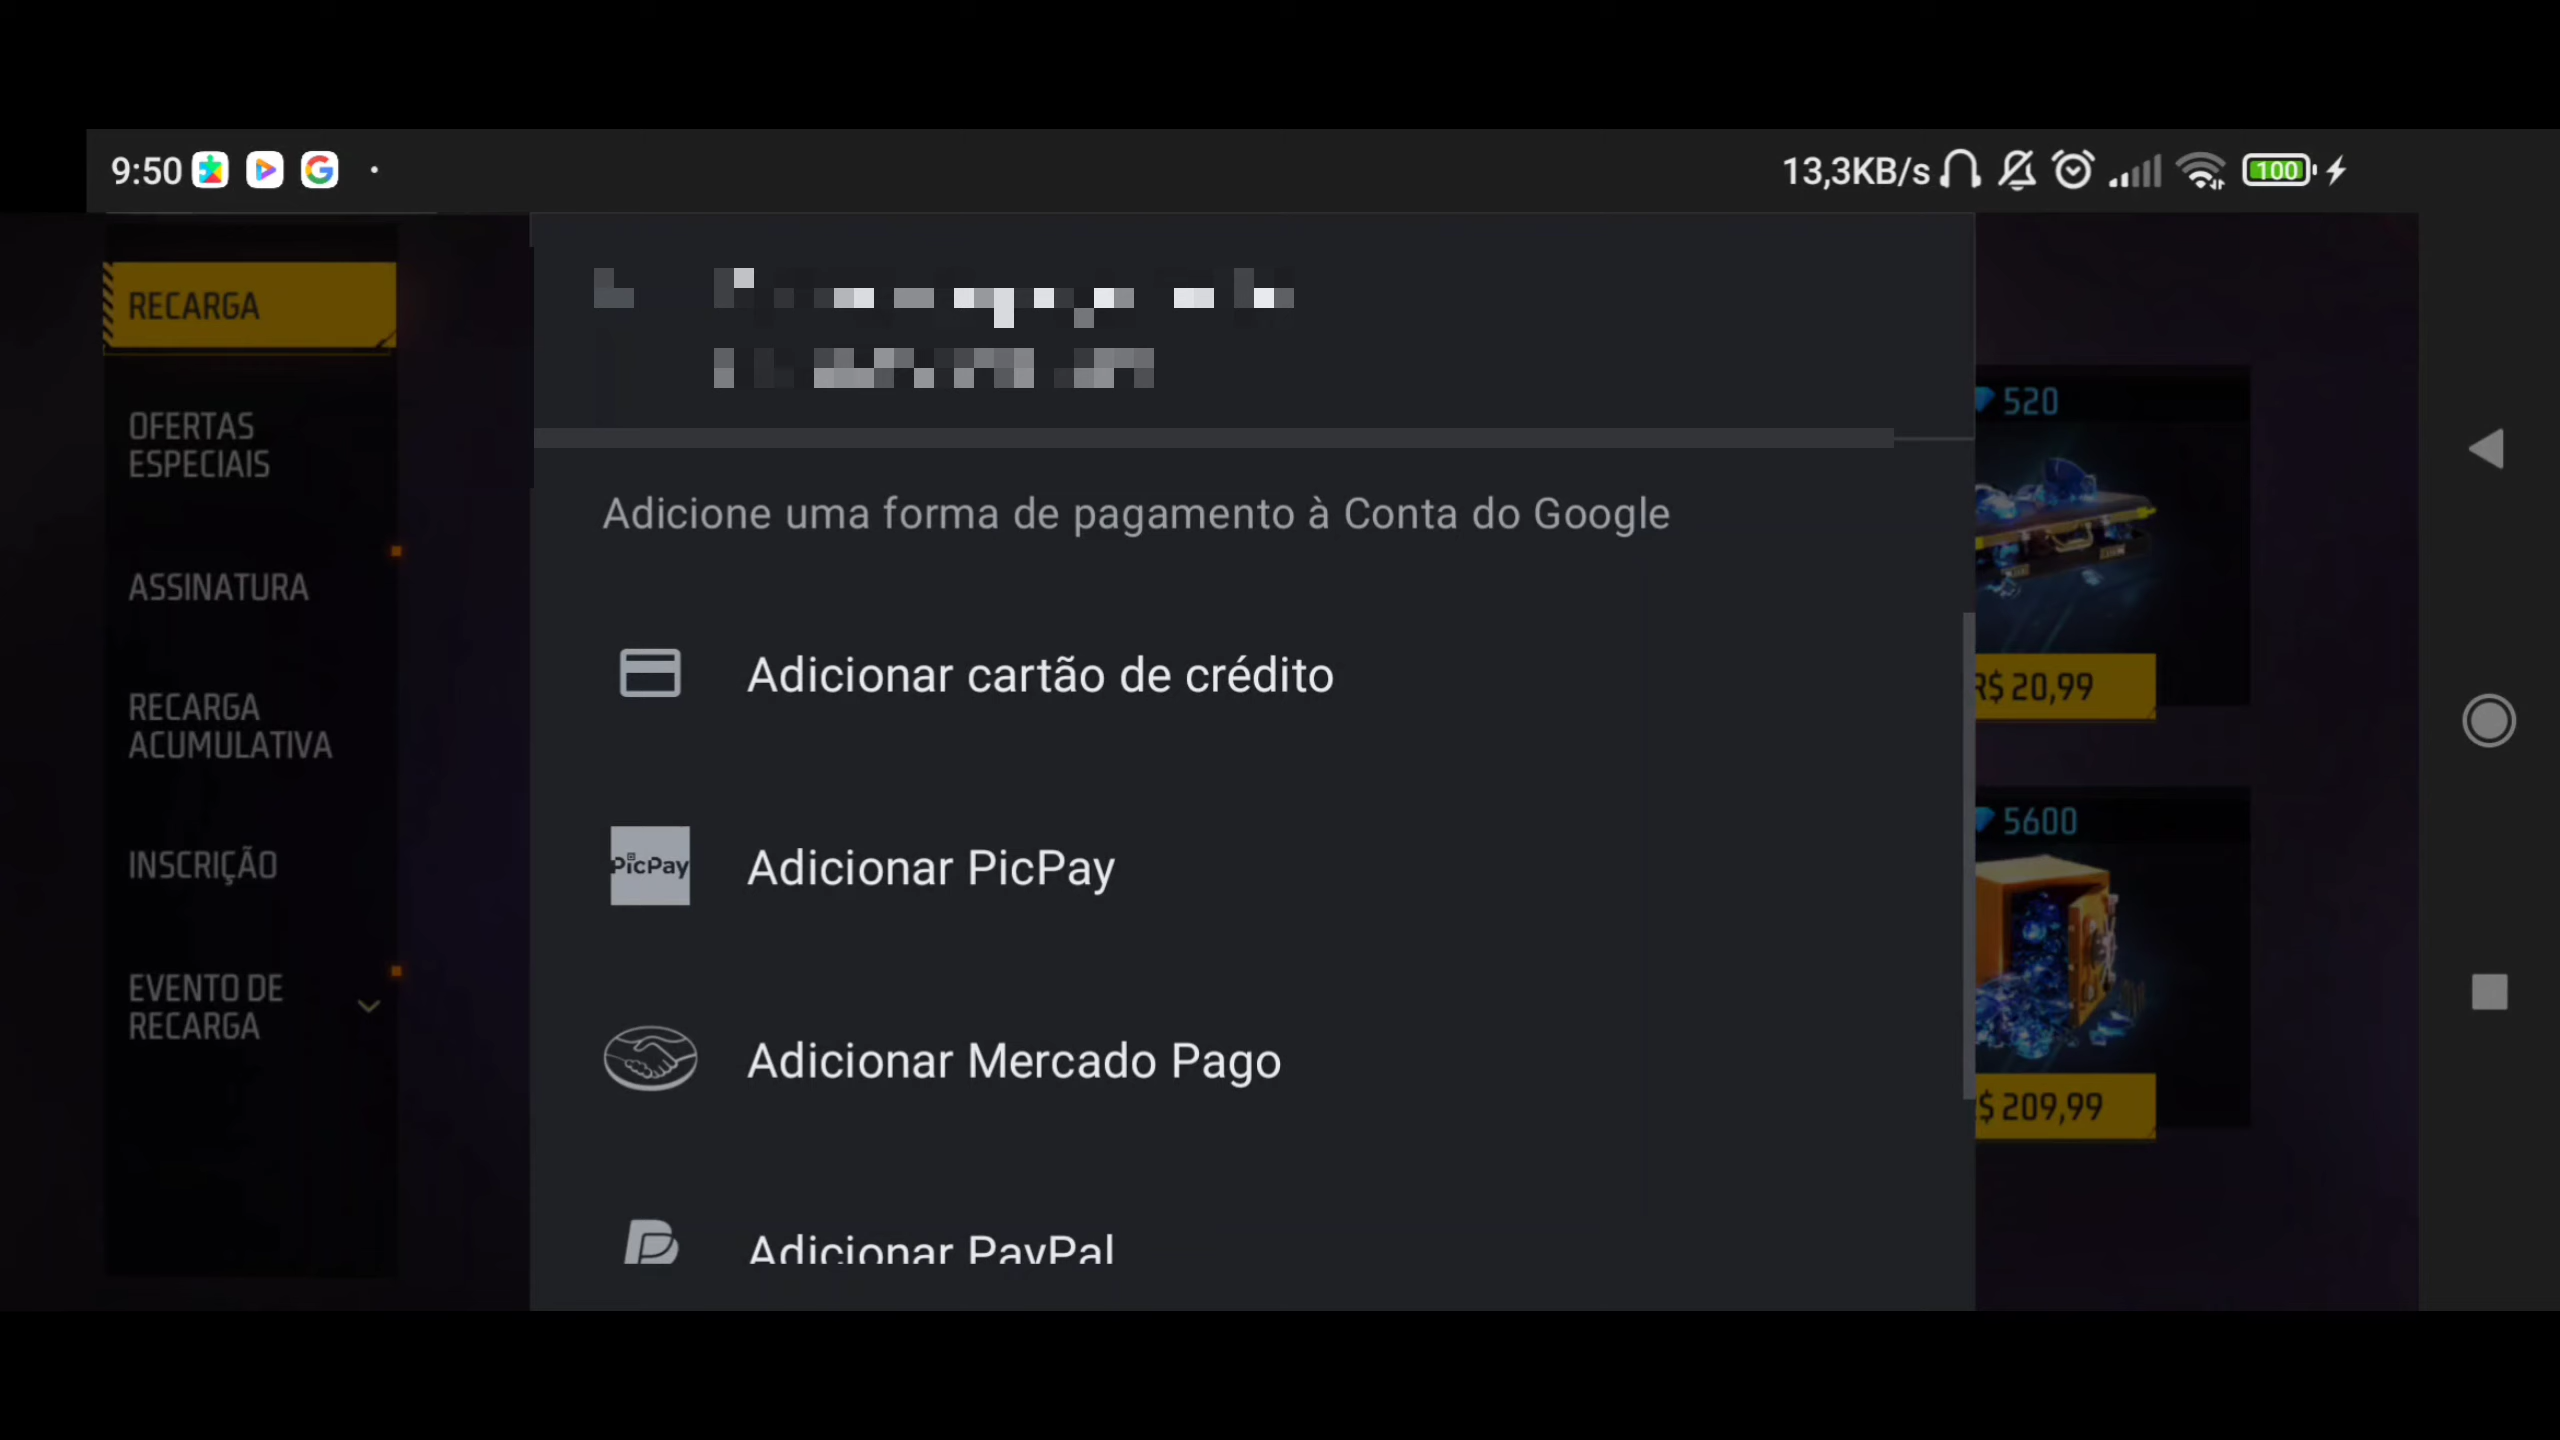 9:50
13,3KB/s
100
RECARGA
OFERTAS
ESPECIAIS
ASSINATURA
RECARGA
ACUMULATIVA
INSCRIÇÃO
EVENTO DE
RECARGA
Adicione uma forma de pagamento à Conta do Google
Adicionar cartão de crédito
PicPay
Adicionar PicPay
Adicionar Mercado Pago
Adicionar PayPal
520
R$ 20,99
5600
$ 209,99